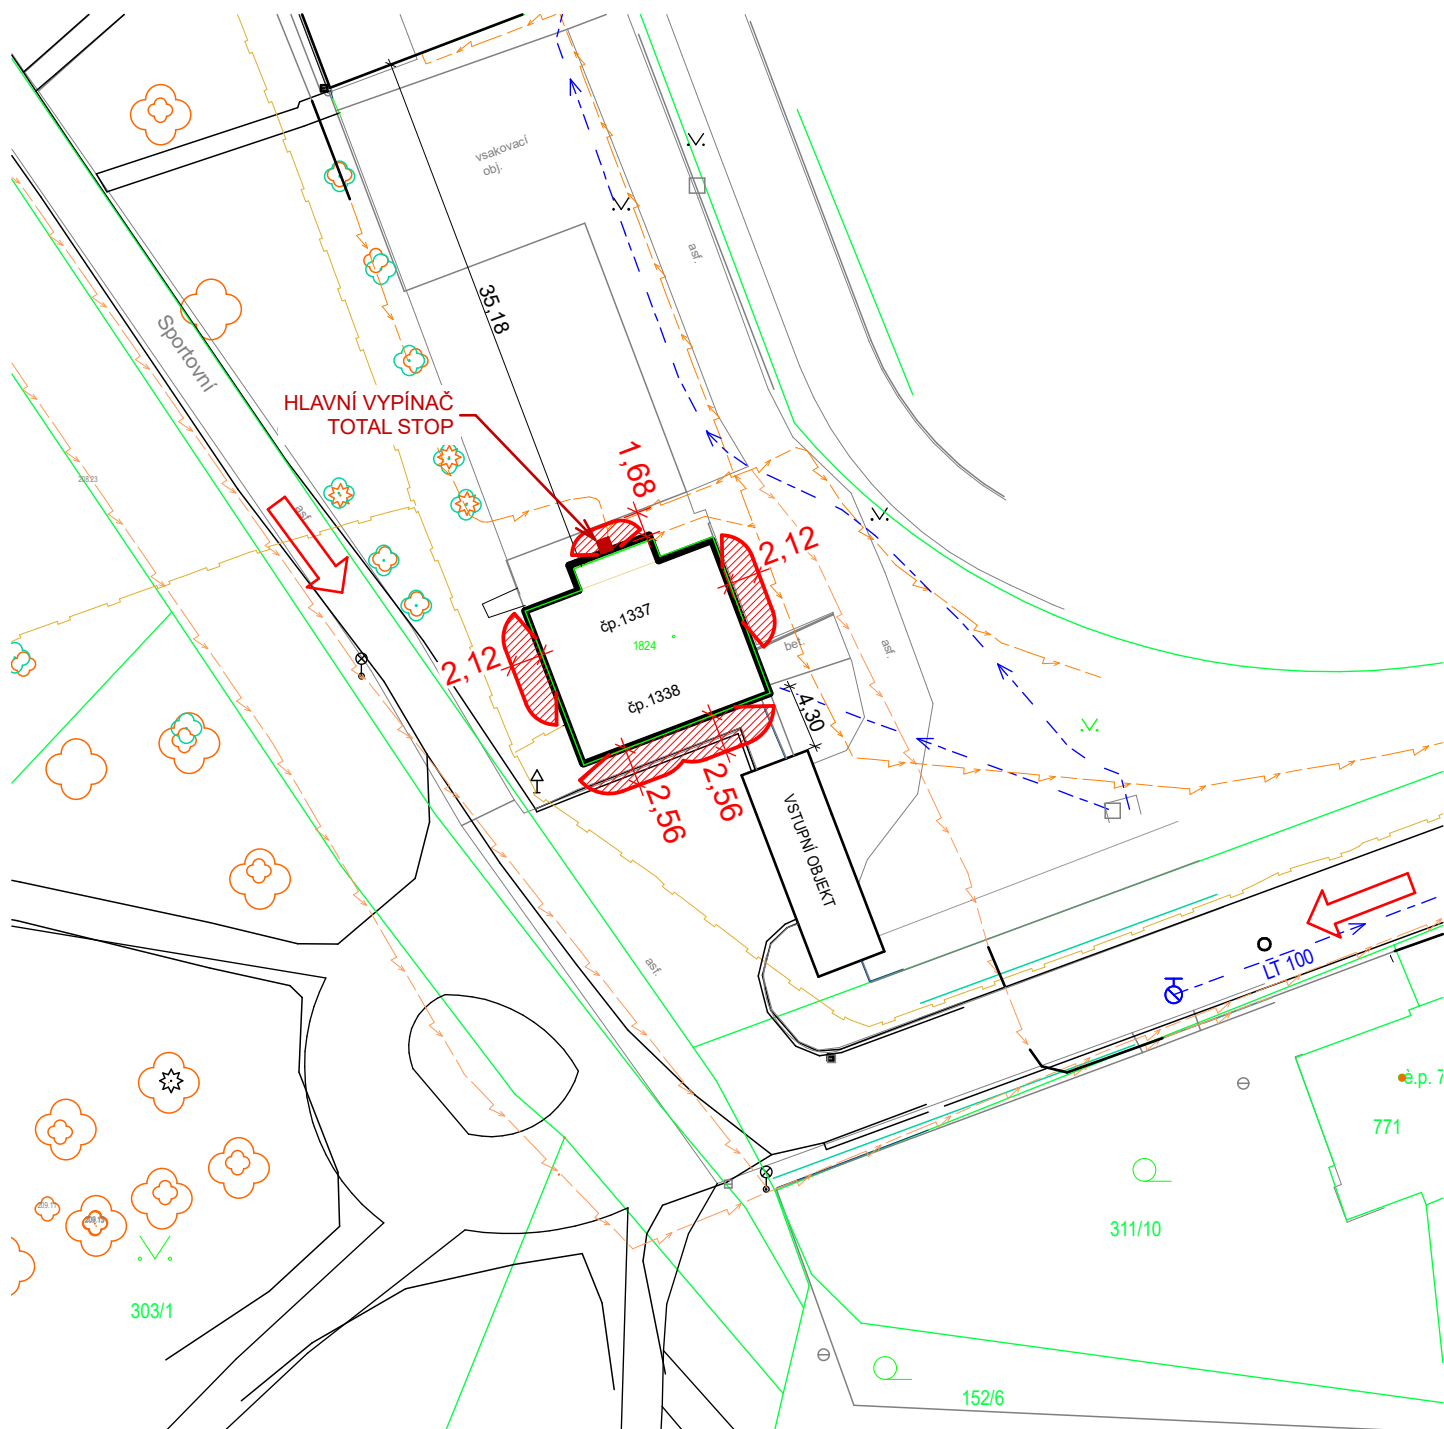 vsakovací
obj.
asf.
35,18
Sportovní
HLAVNÍ VYPÍNAČ
TOTAL STOP
1,68
208.23
asf.
2,12
čp.1337
1824
bet.
asf.
2,12
čp.1338
4,30
2,56
2,56
VSTUPNÍ OBJEKT
asf.
LT 100
è.p. 7
771
311/10
303/1
152/6